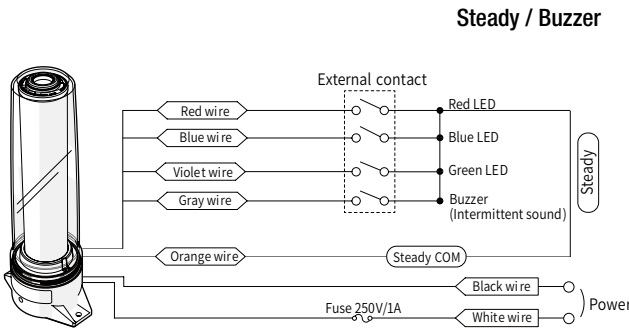 Steady / Buzzer
External contact
Red wire
Red LED
Blue wire
Blue LED
Violet wire
Green LED
Gray wire
Buzzer
(Intermittent sound)
Steady
Orange wire
Steady COM
Black wire
Power
Fuse 250V/1A
White wire